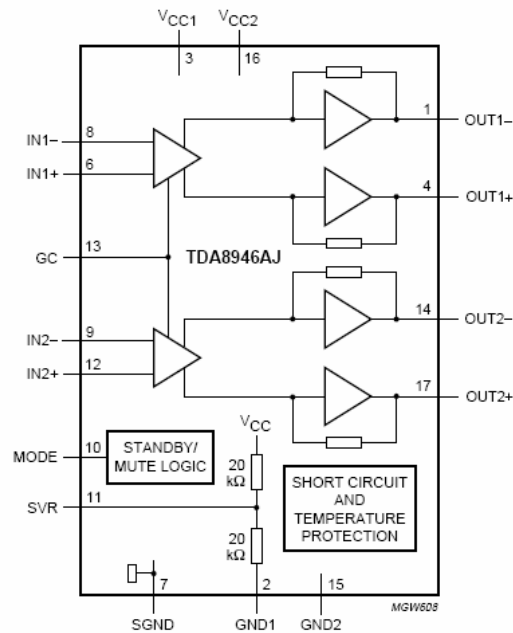 VCC1 VCC2
3 16
1 OUT1−
8 IN1−
6 IN1+
4 OUT1+
13 GC
TDA8946AJ
14 OUT2−
9 IN2−
12 IN2+
17 OUT2+
VCC
10 MODE
STANDBY/
MUTE LOGIC
20
kΩ
SHORT CIRCUIT
AND
TEMPERATURE
PROTECTION
11 SVR
20
kΩ
7 2 15
MGW608
SGND GND1 GND2